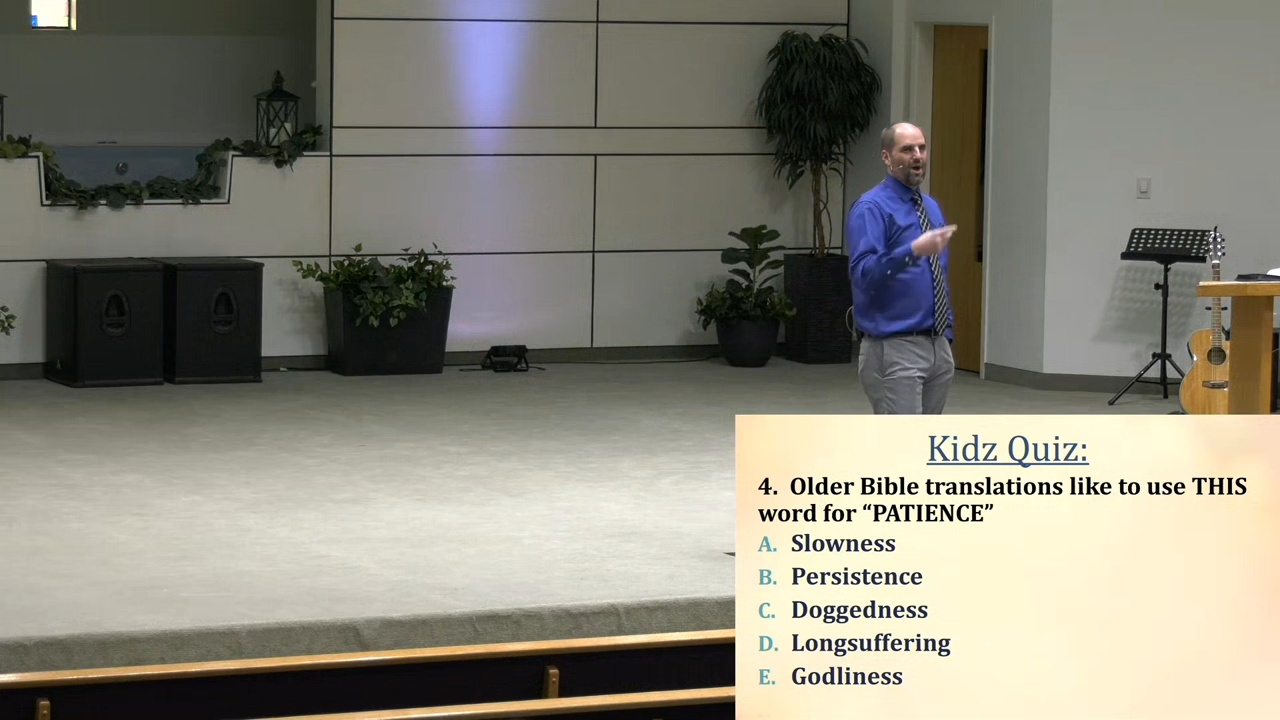 Kidz Quiz:
4. Older Bible translations like to use THIS
word for “PATIENCE”
A. Slowness
B. Persistence
C. Doggedness
D. Longsuffering
E. Godliness